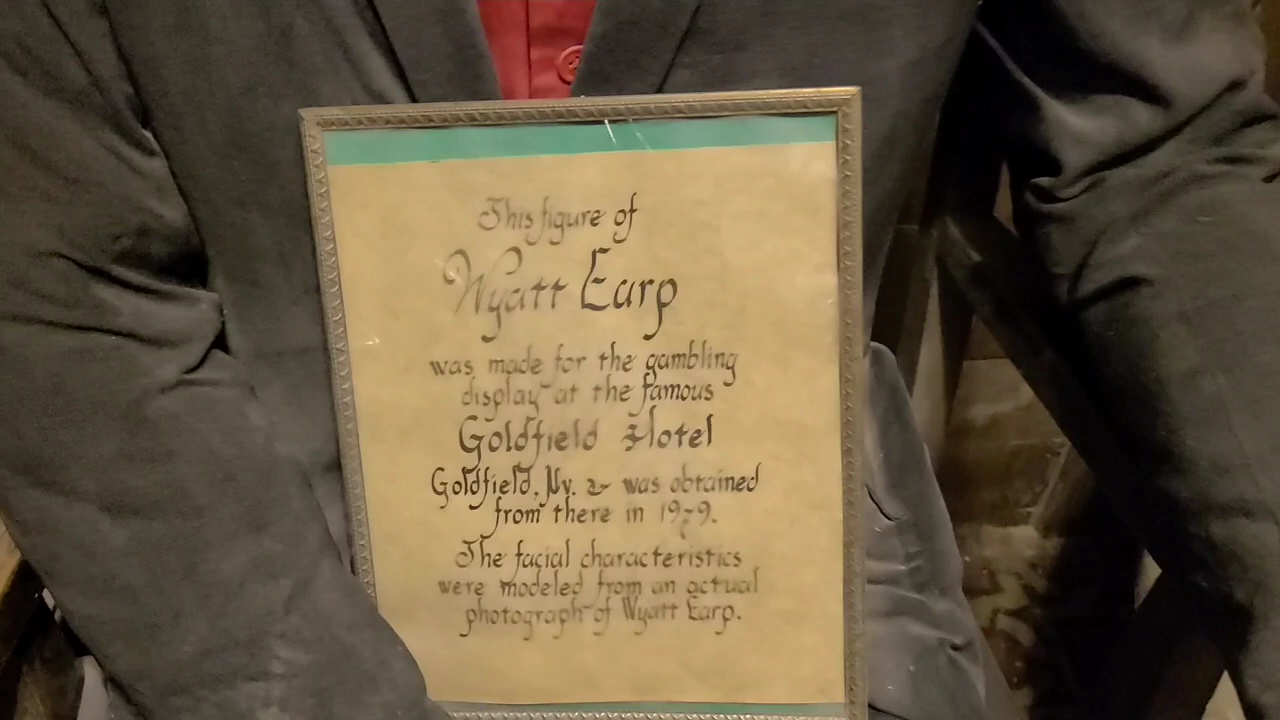 This figure of
Wyatt Earp
was made for the gambling
display at the famous
Goldfield Hotel
Goldfield, Nv. & was obtained
from there in 1979.
The facial characteristics
were modeled from an actual
photograph of Wyatt Earp.